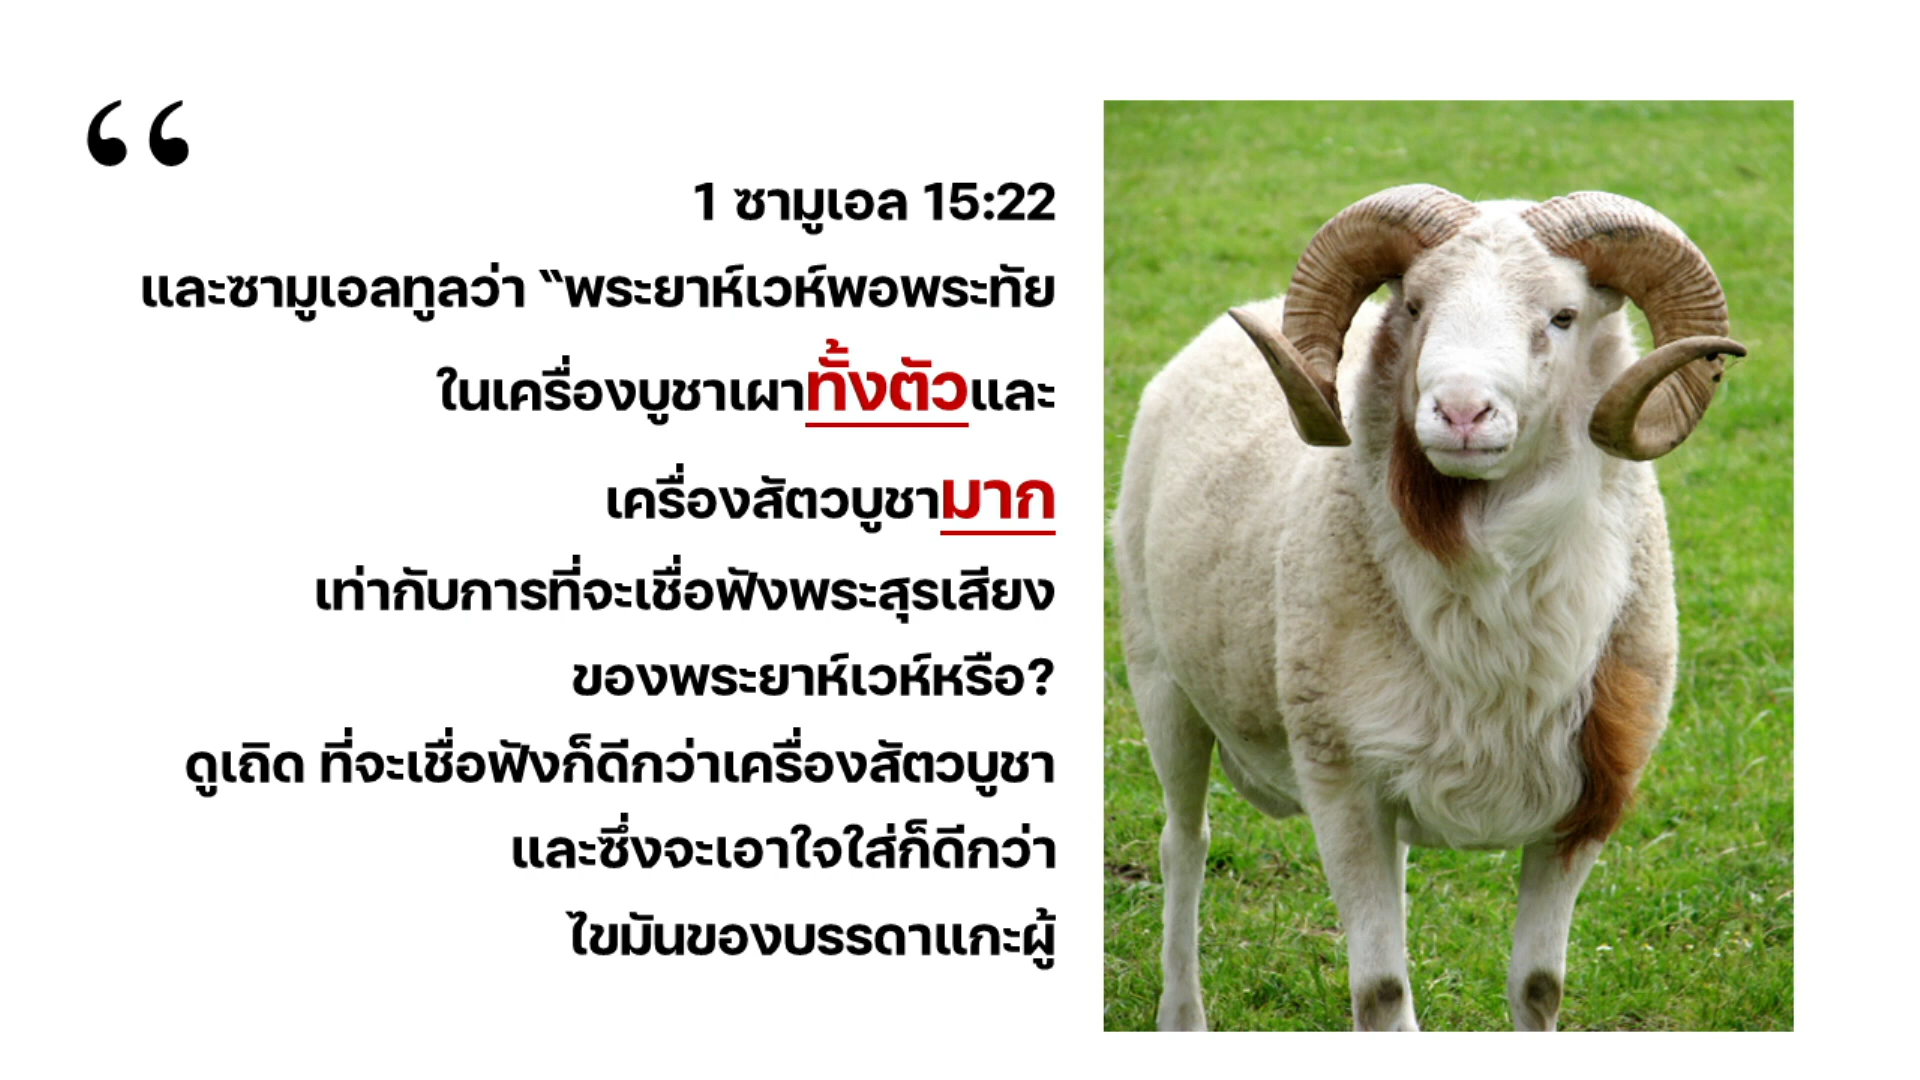 “
1 ซามูเอล 15:22
และซามูเอลทูลว่า “พระยาห์เวห์พอพระทัย
ในเครื่องบูชาเผาทั้งตัวและ
เครื่องสัตวบูชามาก
เท่ากับการที่จะเชื่อฟังพระสุรเสียง
ของพระยาห์เวห์หรือ?
ดูเถิด ที่จะเชื่อฟังก็ดีกว่าเครื่องสัตวบูชา
และซึ่งจะเอาใจใส่ก็ดีกว่า
ไขมันของบรรดาแกะผู้